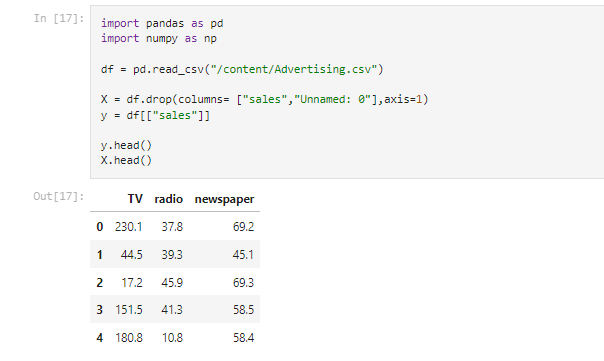 In [17]:
import pandas as pd
import numpy as np
df = pd.read_csv("/content/Advertising.csv")
X = df.drop(columns= ["sales","Unnamed: 0"],axis=1)
y = df[["sales"]]
y.head()
X.head()
Out[17]:
TV radio newspaper
0 230.1 37.8 69.2
1 44.5 39.3 45.1
2 17.2 45.9 69.3
3 151.5 41.3 58.5
4 180.8 10.8 58.4